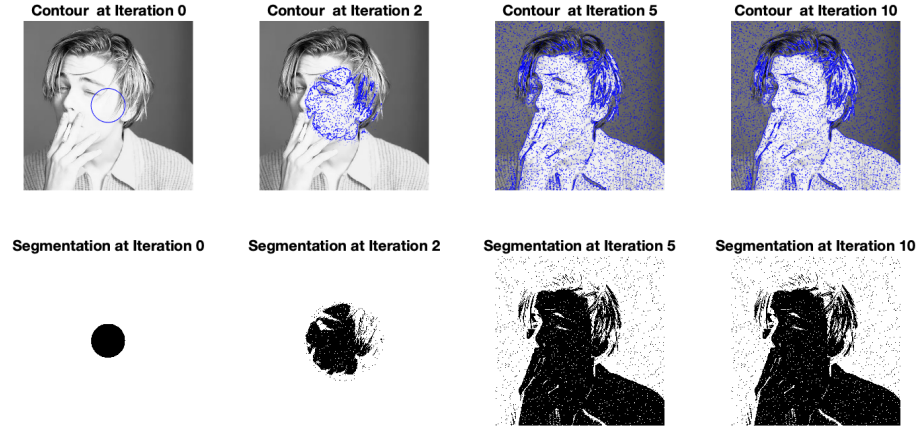 Contour at Iteration 0
Contour at Iteration 2
Contour at Iteration 5
Contour at Iteration 10
Segmentation at Iteration 0
Segmentation at Iteration 2
Segmentation at Iteration 5
Segmentation at Iteration 10